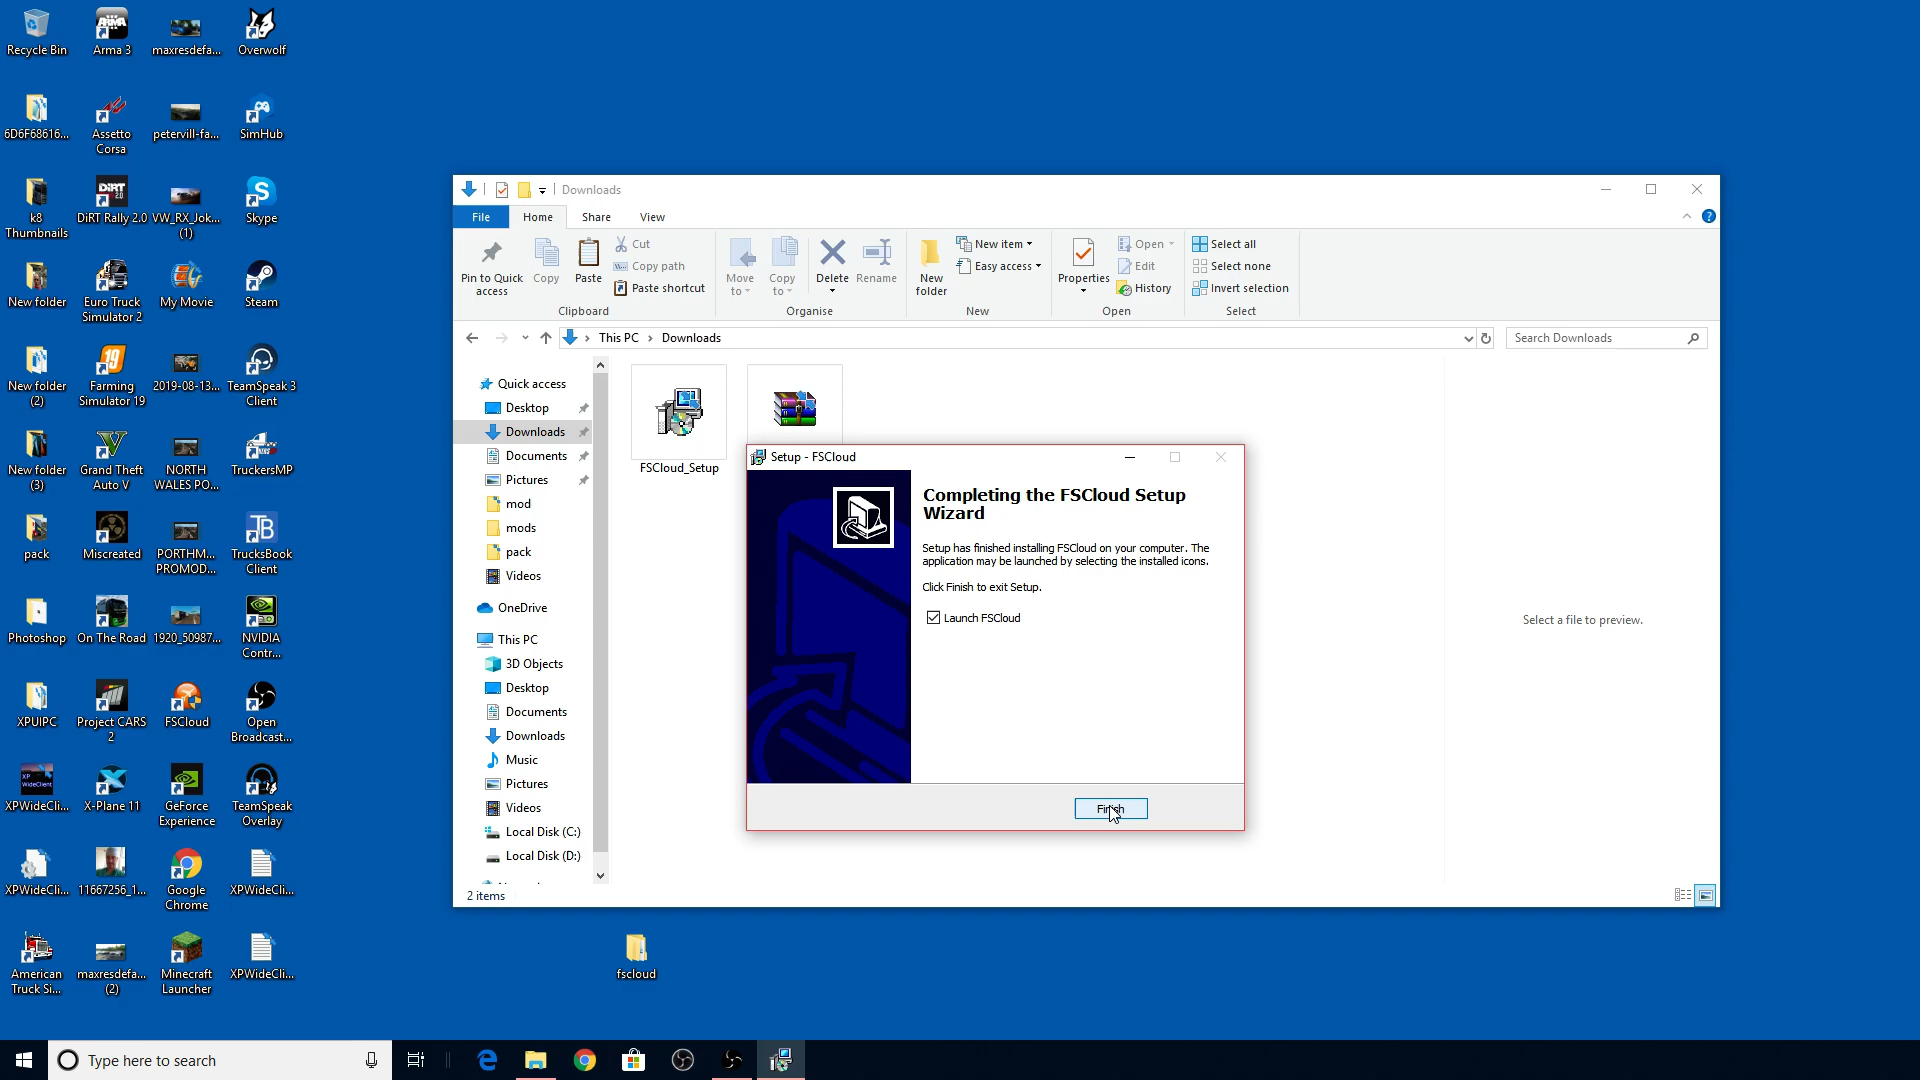 Recycle Bin
Arma 3
maxresdefa...
Overwolf
6D6F68616...
Assetto
Corsa
petervill-fa...
SimHub
k8
Thumbnails
DiRT Rally 2.0
VW_RX_Jok...
(1)
Skype
New folder
Euro Truck
Simulator 2
My Movie
Steam
New folder
(2)
Farming
Simulator 19
2019-08-13...
TeamSpeak 3
Client
New folder
(3)
Grand Theft
Auto V
NORTH
WALES PO...
TruckersMP
pack
Miscreated
PORTHM...
PROMOD...
TrucksBook
Client
Photoshop
On The Road
1920_50987...
NVIDIA
Contr...
XPUIPC
Project CARS
2
FSCloud
Open
Broadcast...
XPWideCli...
X-Plane 11
GeForce
Experience
TeamSpeak
Overlay
XPWideCli...
11667256_1...
Google
Chrome
XPWideCli...
American
Truck Si...
maxresdefa...
(2)
Minecraft
Launcher
XPWideCli...
fscloud
Downloads
File Home Share View
Pin to Quick
access
Copy
Paste
Cut
Copy path
Paste shortcut
Clipboard
Move
to
Copy
to
Delete
Rename
Organise
New
folder
New item
Easy access
New
Properties
Open
Edit
History
Open
Select all
Select none
Invert selection
Select
This PC > Downloads
Search Downloads
Quick access
Desktop
Downloads
Documents
Pictures
mod
mods
pack
Videos
OneDrive
This PC
3D Objects
Desktop
Documents
Downloads
Music
Pictures
Videos
Local Disk (C:)
Local Disk (D:)
FSCloud_Setup
Select a file to preview.
2 items
Setup - FSCloud
Completing the FSCloud Setup
Wizard
Setup has finished installing FSCloud on your computer. The
application may be launched by selecting the installed icons.
Click Finish to exit Setup.
Launch FSCloud
Finish
Type here to search